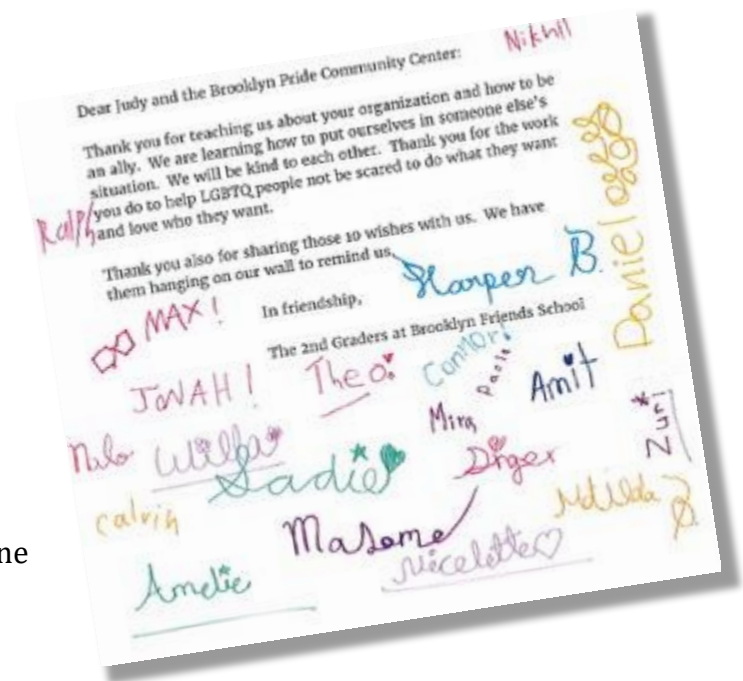 Nikhil
Dear Judy and the Brooklyn Pride Community Center:
Thank you for teaching us about your organization and how to be
an ally. We are learning how to put ourselves in someone else's
situation. We will be kind to each other. Thank you for the work
you do to help LGBTQ people not be scared to do what they want
and love who they want.
Ralph
Daniel
Thank you also for sharing those 10 wishes with us. We have
them hanging on our wall to remind us.
Harper B.
MAX!
In friendship,
The 2nd Graders at Brooklyn Friends School
JONAH!
Theo!
Connor!
Paole
Amit
Mira
Zuri
Willa
Sadie
Calvin
Matilda
ne
Nicolette
Amelie